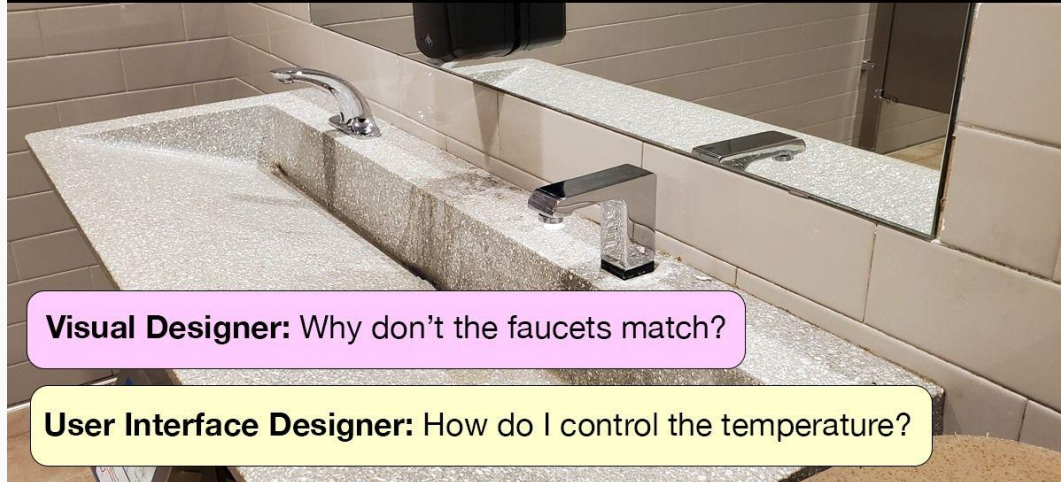 Visual Designer: Why don’t the faucets match?
User Interface Designer: How do I control the temperature?